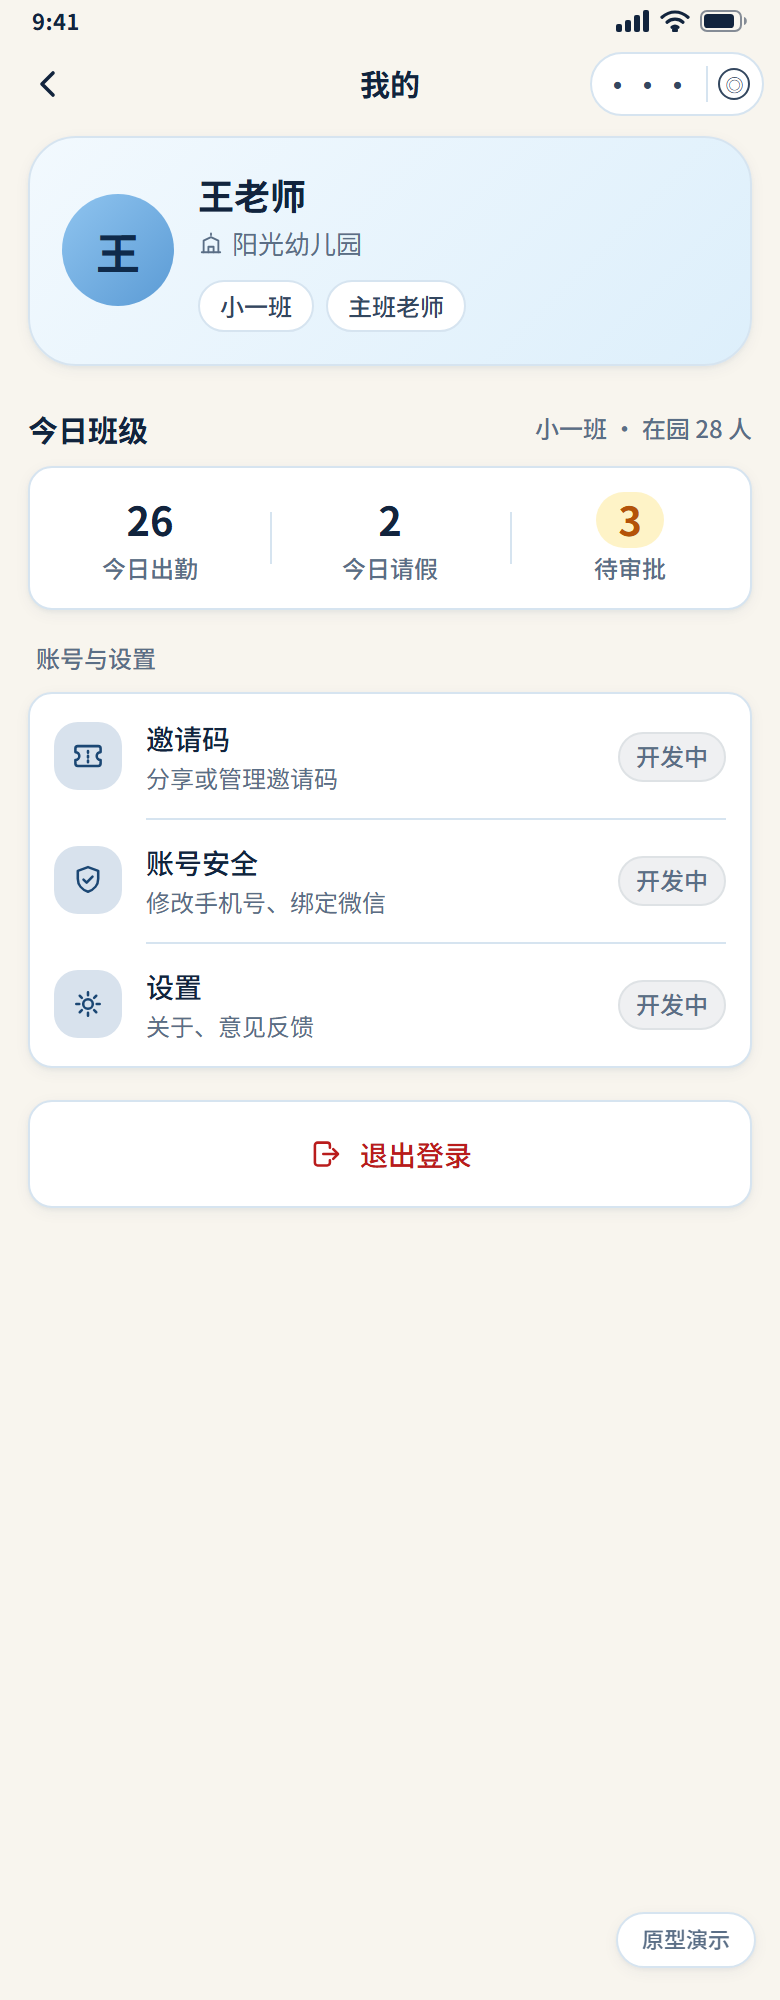 9:41
我的
王
王老师
阳光幼儿园
小一班
主班老师
今日班级
小一班 · 在园 28 人
26
今日出勤
2
今日请假
3
待审批
账号与设置
邀请码
分享或管理邀请码
开发中
账号安全
修改手机号、绑定微信
开发中
设置
关于、意见反馈
开发中
退出登录
原型演示